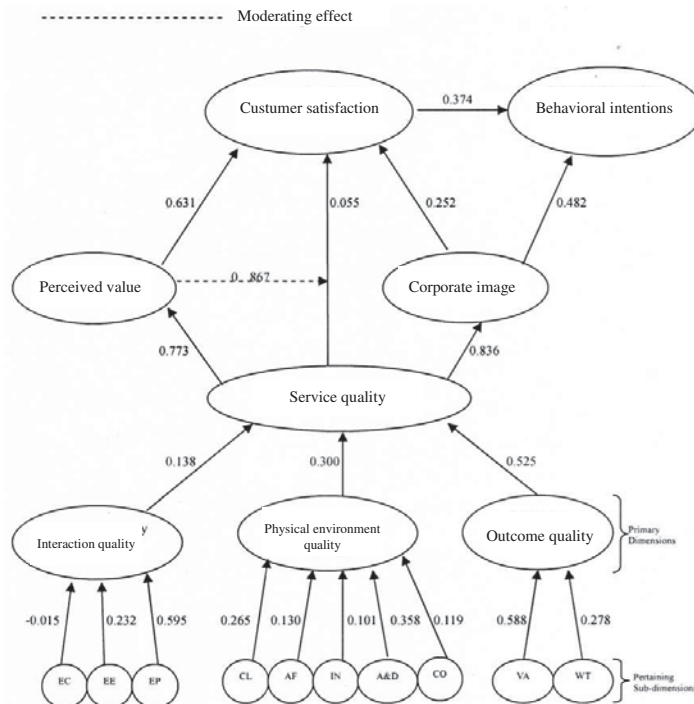 Moderating effect
Custumer satisfaction
0.374
Behavioral intentions
0.631
0.055
0.252
0.482
Perceived value
0. .867
Corporate image
0.773
0.836
Service quality
0.138
0.300
0.525
Interaction quality
y
Physical environment
quality
Outcome quality
Primary
Dimensions
-0.015
0.232
0.595
0.265
0.130
0.101
0.358
0.119
0.588
0.278
EC
EE
EP
CL
AF
IN
A&D
CO
VA
WT
Pertaining
Sub-dimension